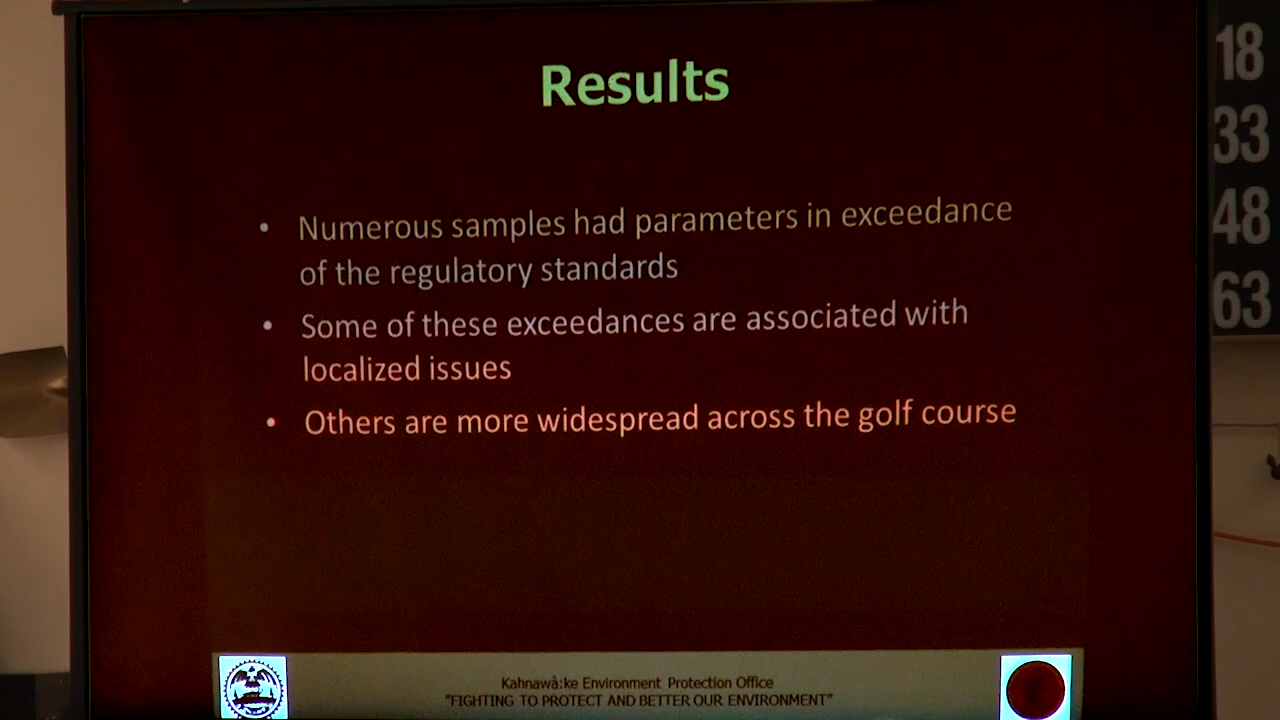 Results
• Numerous samples had parameters in exceedance
of the regulatory standards
• Some of these exceedances are associated with
localized issues
• Others are more widespread across the golf course
Kahnawà:ke Environment Protection Office
"FIGHTING TO PROTECT AND BETTER OUR ENVIRONMENT"
18
33
48
63